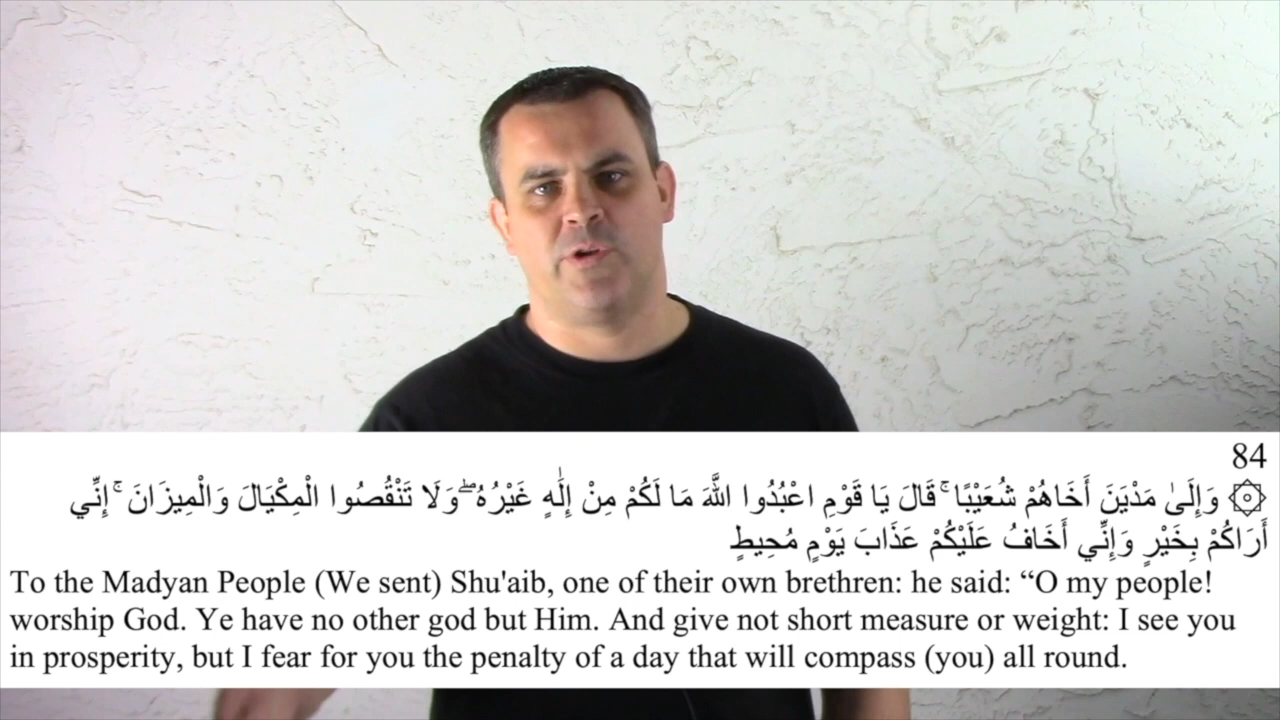 84
۞ وَإِلَىٰ مَدْيَنَ أَخَاهُمْ شُعَيْبًا ۚ قَالَ يَا قَوْمِ اعْبُدُوا اللَّهَ مَا لَكُمْ مِنْ إِلَٰهٍ غَيْرُهُ ۖ وَلَا تَنْقُصُوا الْمِكْيَالَ وَالْمِيزَانَ ۚ إِنِّي
أَرَاكُمْ بِخَيْرٍ وَإِنِّي أَخَافُ عَلَيْكُمْ عَذَابَ يَوْمٍ مُحِيطٍ
To the Madyan People (We sent) Shu'aib, one of their own brethren: he said: “O my people!
worship God. Ye have no other god but Him. And give not short measure or weight: I see you
in prosperity, but I fear for you the penalty of a day that will compass (you) all round.